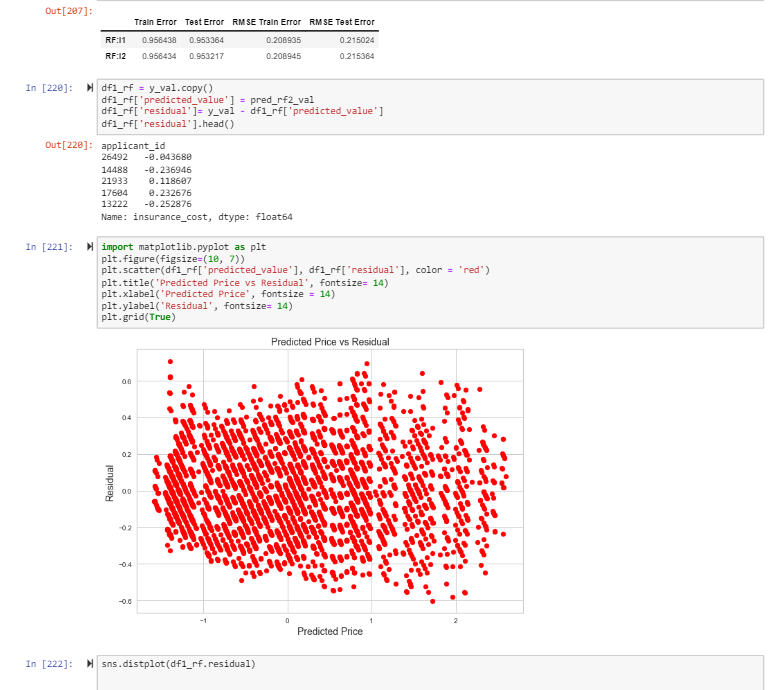 Out[207]:
Train Error Test Error RMSE Train Error RMSE Test Error
RF:I1 0.956438 0.953364 0.208935 0.215024
RF:I2 0.956434 0.953217 0.208945 0.215364
In [220]: df1_rf = y_val.copy()
df1_rf['predicted_value'] = pred_rf2_val
df1_rf['residual']= y_val - df1_rf['predicted_value']
df1_rf['residual'].head()
Out[220]: applicant_id
26492 -0.043680
14488 -0.236946
21933 0.118607
17604 0.232676
13222 -0.252876
Name: insurance_cost, dtype: float64
In [221]: import matplotlib.pyplot as plt
plt.figure(figsize=(10, 7))
plt.scatter(df1_rf['predicted_value'], df1_rf['residual'], color = 'red')
plt.title('Predicted Price vs Residual', fontsize= 14)
plt.xlabel('Predicted Price', fontsize = 14)
plt.ylabel('Residual', fontsize= 14)
plt.grid(True)
Predicted Price vs Residual
0.6
0.4
0.2
0.0
−0.2
−0.4
−0.6
Residual
−1 0 1 2
Predicted Price
In [222]: sns.distplot(df1_rf.residual)